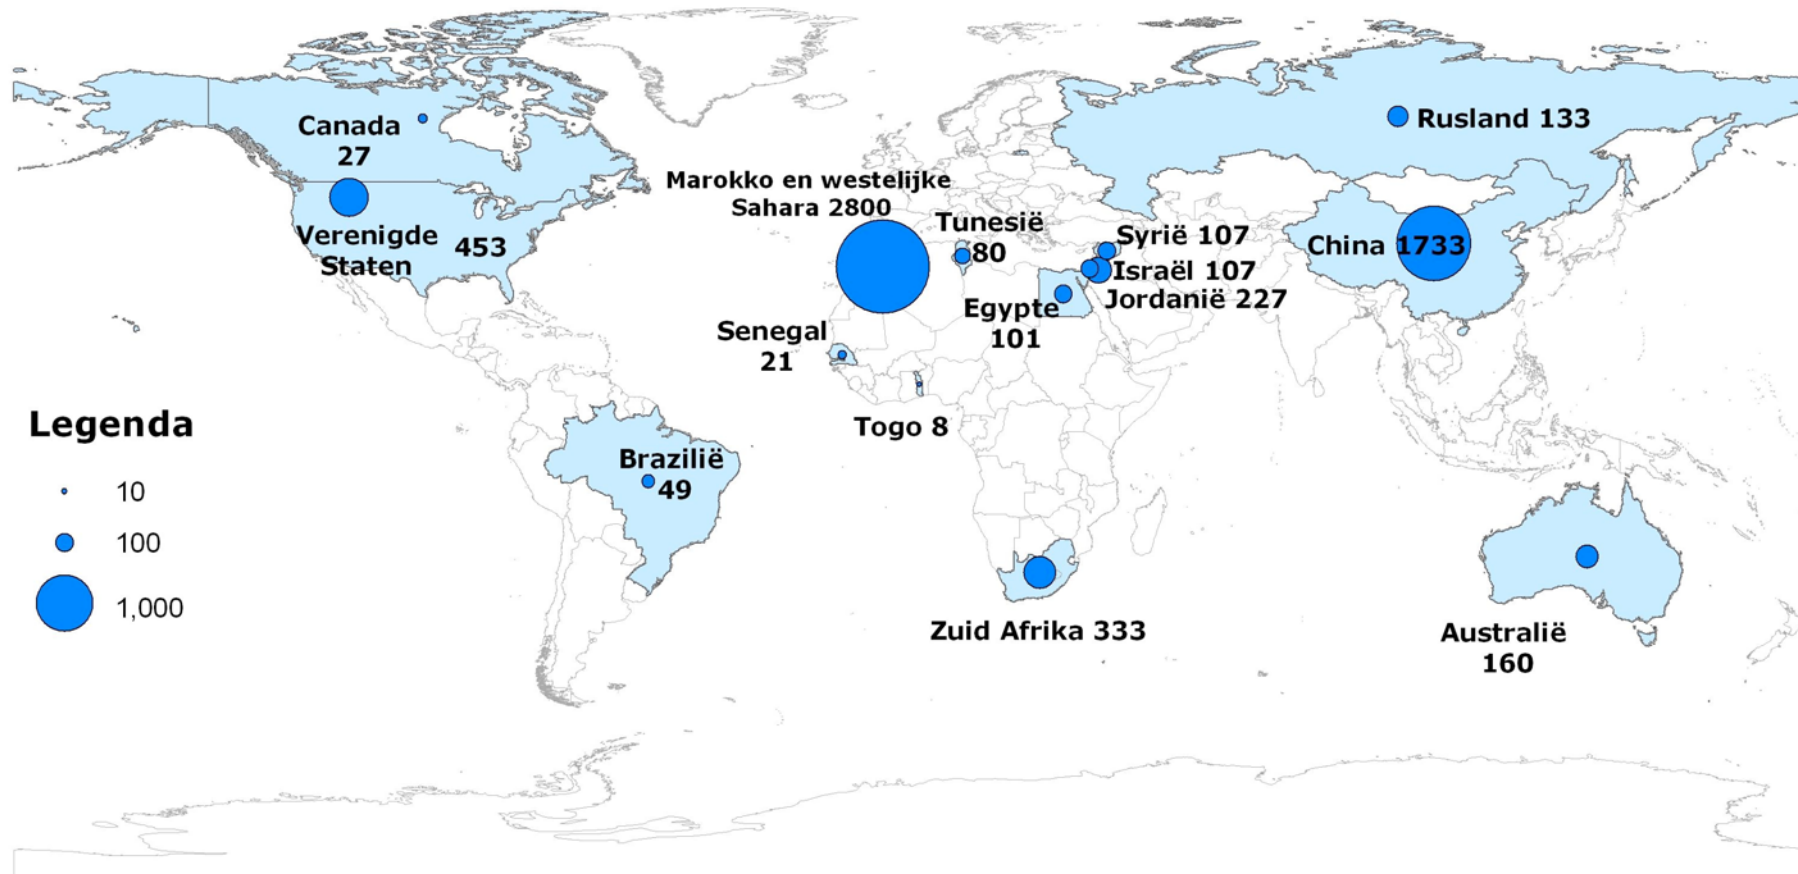 Canada
27
Rusland 133
Marokko en westelijke
Sahara 2800
Tunesië
80
Syrië 107
Verenigde
Staten
453
China 1733
Israël 107
Jordanië 227
Egypte
101
Senegal
21
Togo 8
Legenda
10
100
1,000
Brazilië
49
Zuid Afrika 333
Australië
160